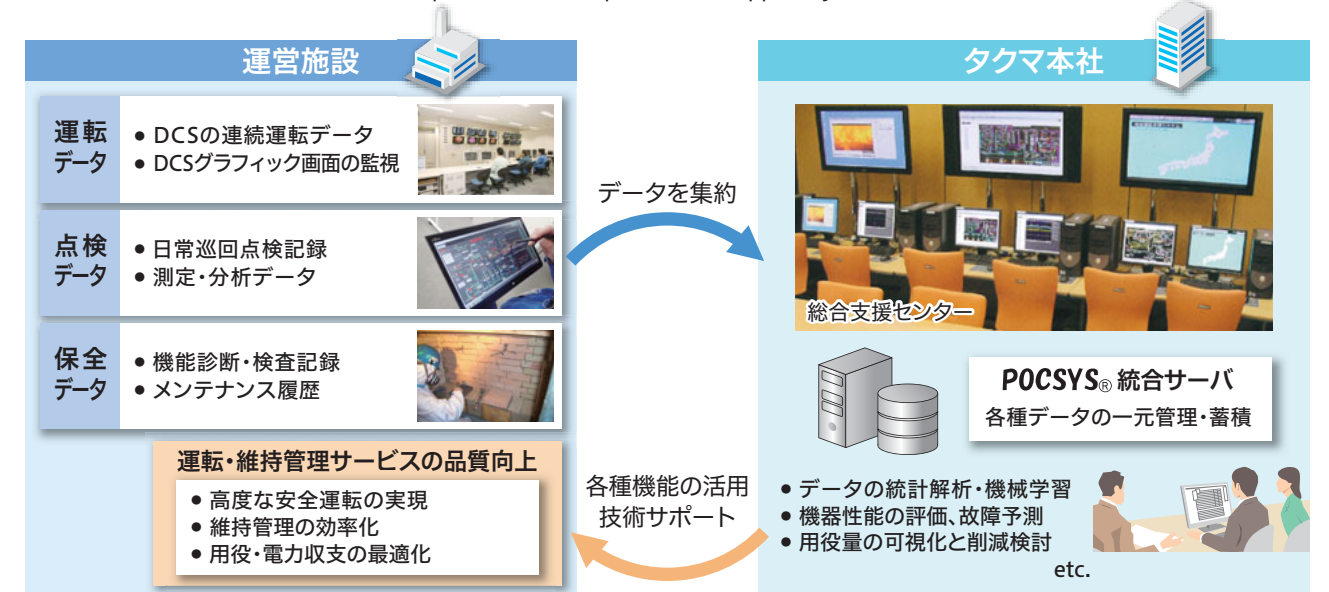 運営施設
運転
データ
● DCSの連続運転データ
● DCSグラフィック画面の監視
点検
データ
● 日常巡回点検記録
● 測定・分析データ
保全
データ
● 機能診断・検査記録
● メンテナンス履歴
運転・維持管理サービスの品質向上
● 高度な安全運転の実現
● 維持管理の効率化
● 用役・電力収支の最適化
データを集約
各種機能の活用
技術サポート
タクマ本社
総合支援センター
POCSYS® 統合サーバ
各種データの一元管理・蓄積
● データの統計解析・機械学習
● 機器性能の評価、故障予測
● 用役量の可視化と削減検討
etc.